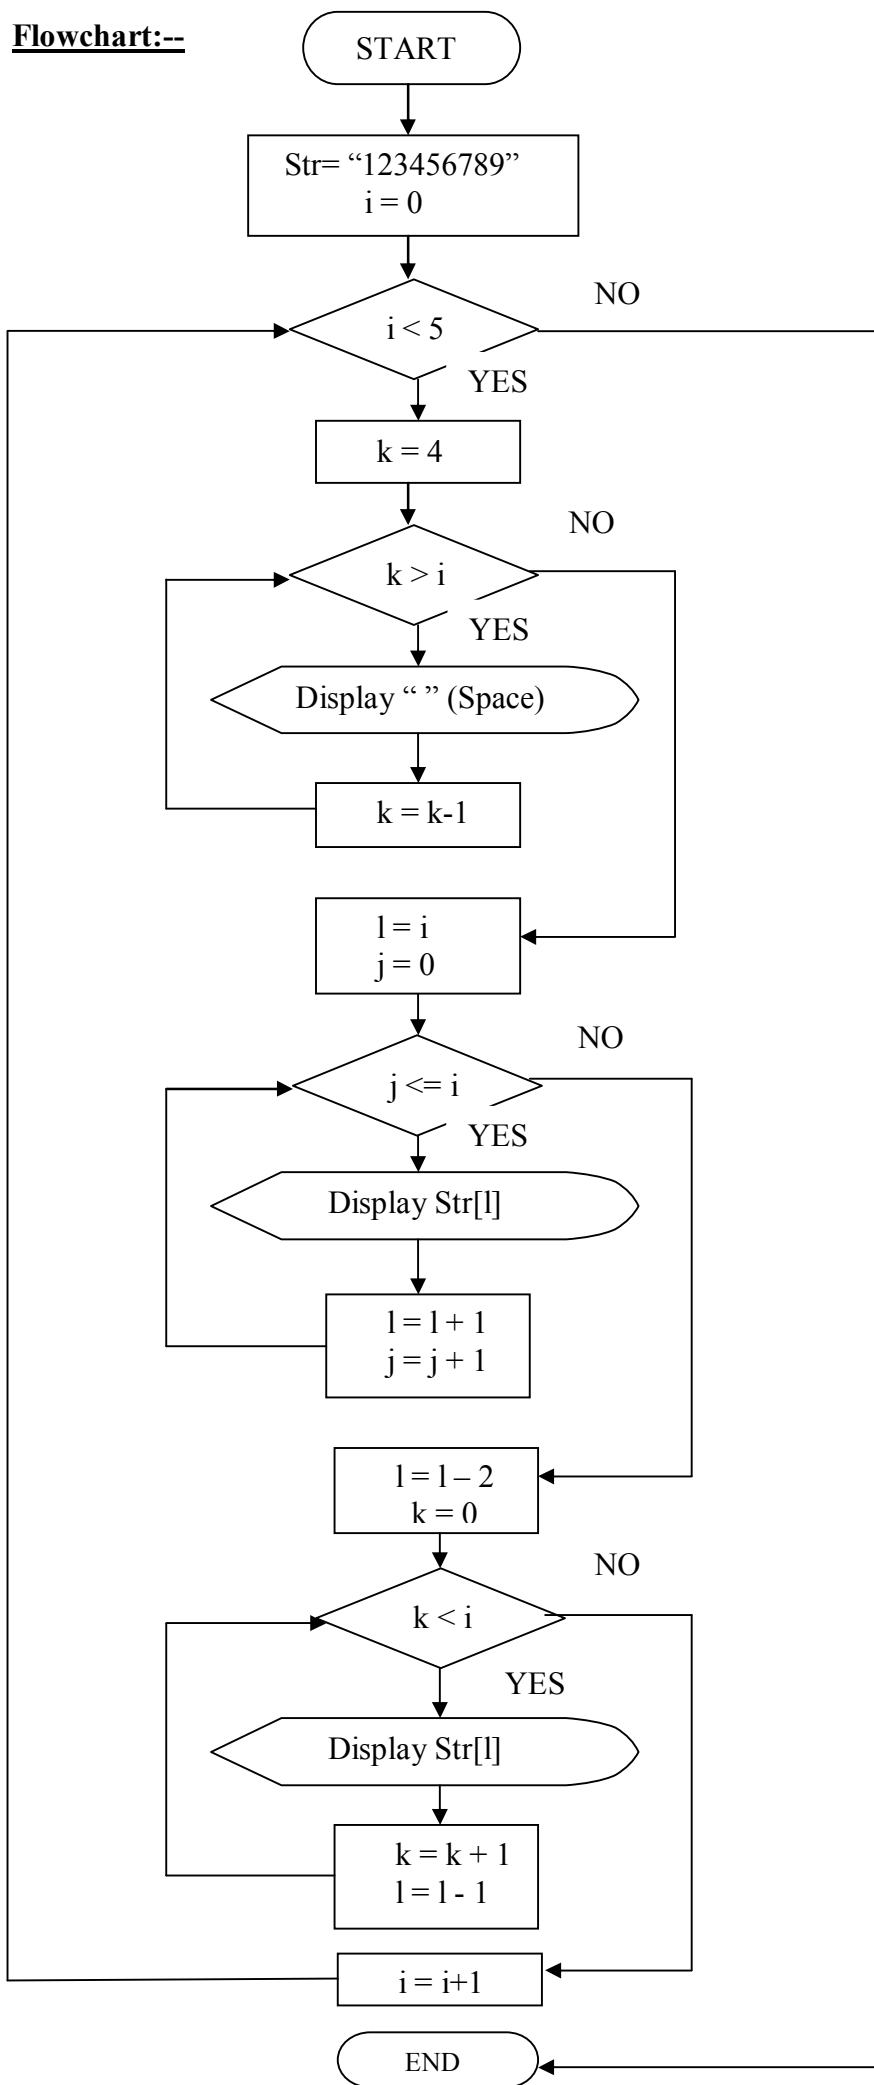 Flowchart:--
START
Str= “123456789”
i = 0
i < 5
NO
YES
k = 4
k > i
NO
YES
Display “ ” (Space)
k = k-1
l = i
j = 0
j <= i
NO
YES
Display Str[l]
l = l + 1
j = j + 1
l = l – 2
k = 0
k < i
NO
YES
Display Str[l]
k = k + 1
l = l - 1
i = i+1
END